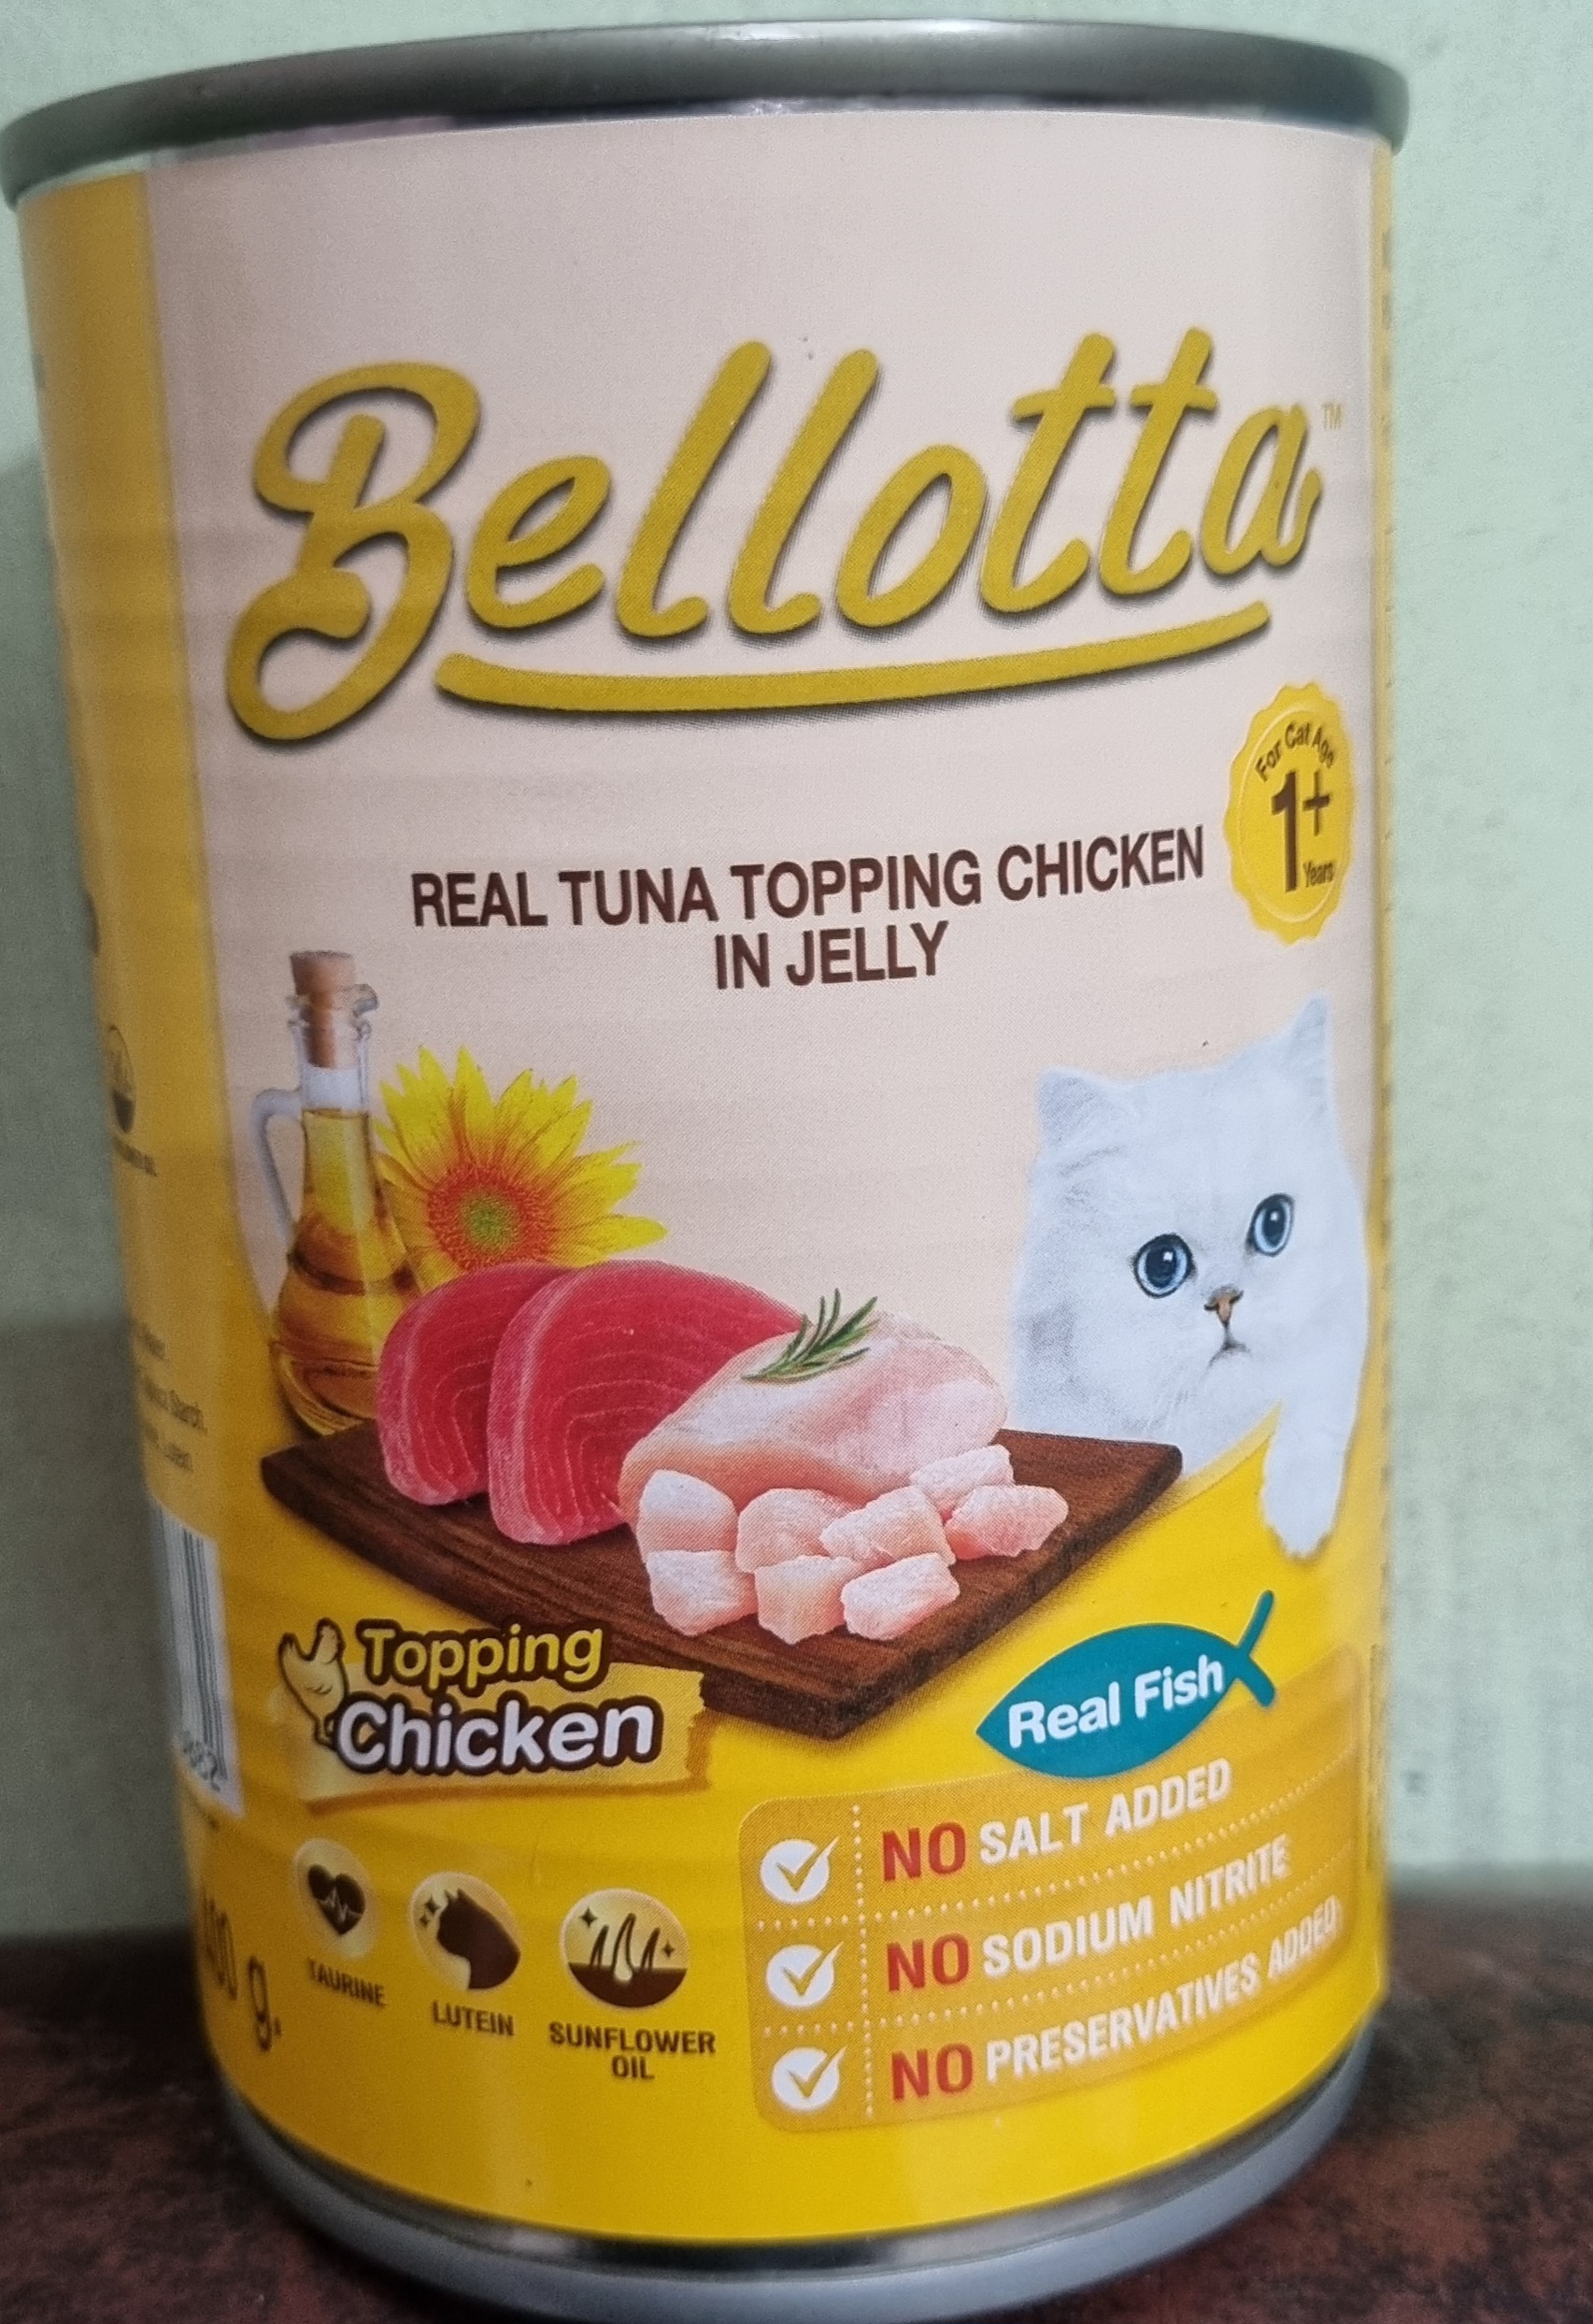 Bellotta
TM
For Cat Age
1+
Years
REAL TUNA TOPPING CHICKEN
IN JELLY
Topping
Chicken
Real Fish
NO SALT ADDED
NO SODIUM NITRITE
NO PRESERVATIVES ADDED
TAURINE
LUTEIN
SUNFLOWER
OIL
400 g.